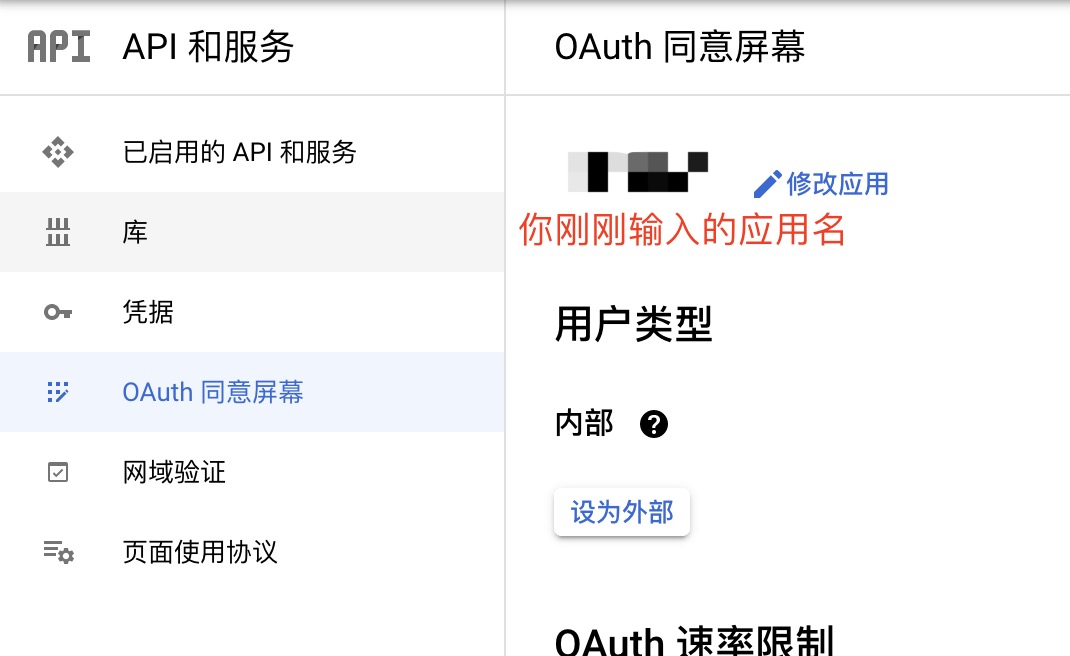 API API 和服务
已启用的 API 和服务
库
凭据
OAuth 同意屏幕
网域验证
页面使用协议
OAuth 同意屏幕
修改应用
你刚刚输入的应用名
用户类型
内部
设为外部
OAuth 速率限制